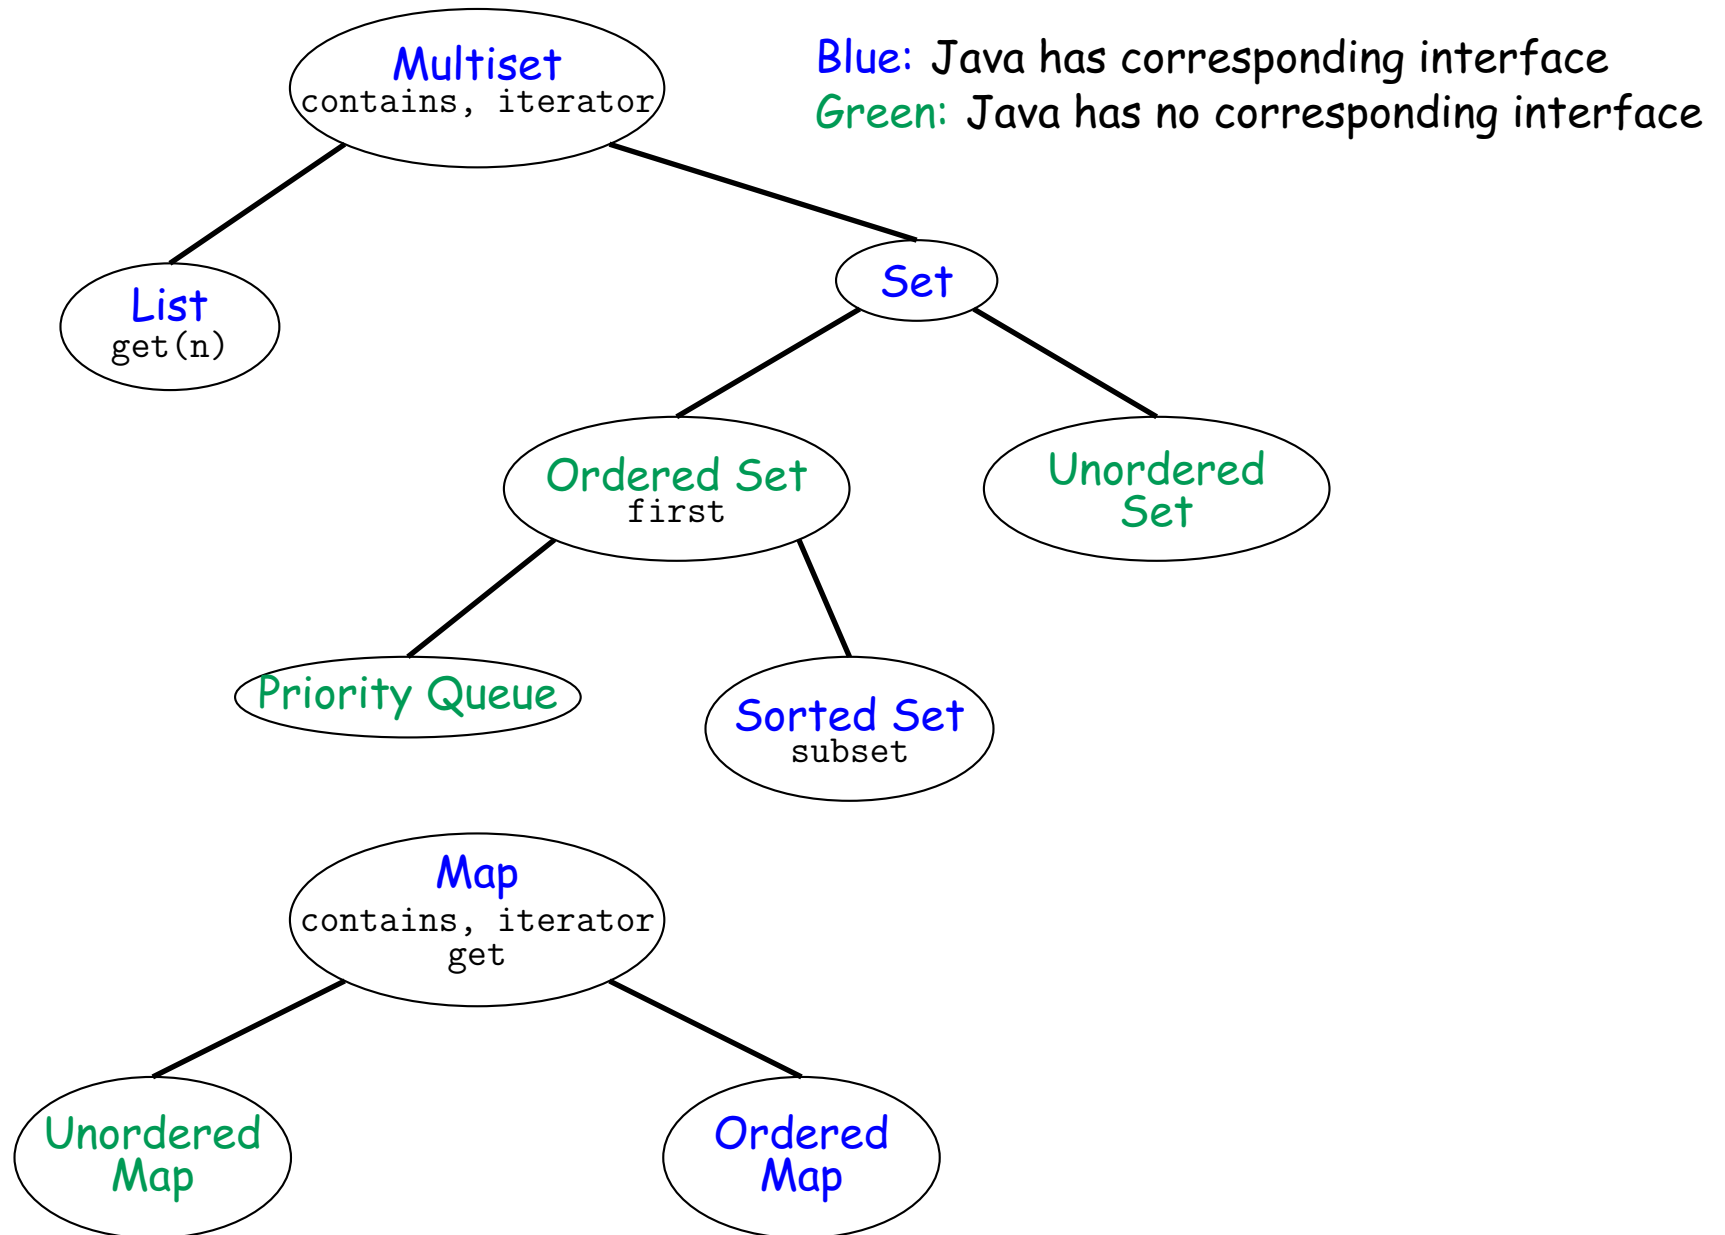 Multiset
contains, iterator
Blue: Java has corresponding interface
Green: Java has no corresponding interface
List
get(n)
Set
Ordered Set
first
Unordered
Set
Priority Queue
Sorted Set
subset
Map
contains, iterator
get
Unordered
Map
Ordered
Map